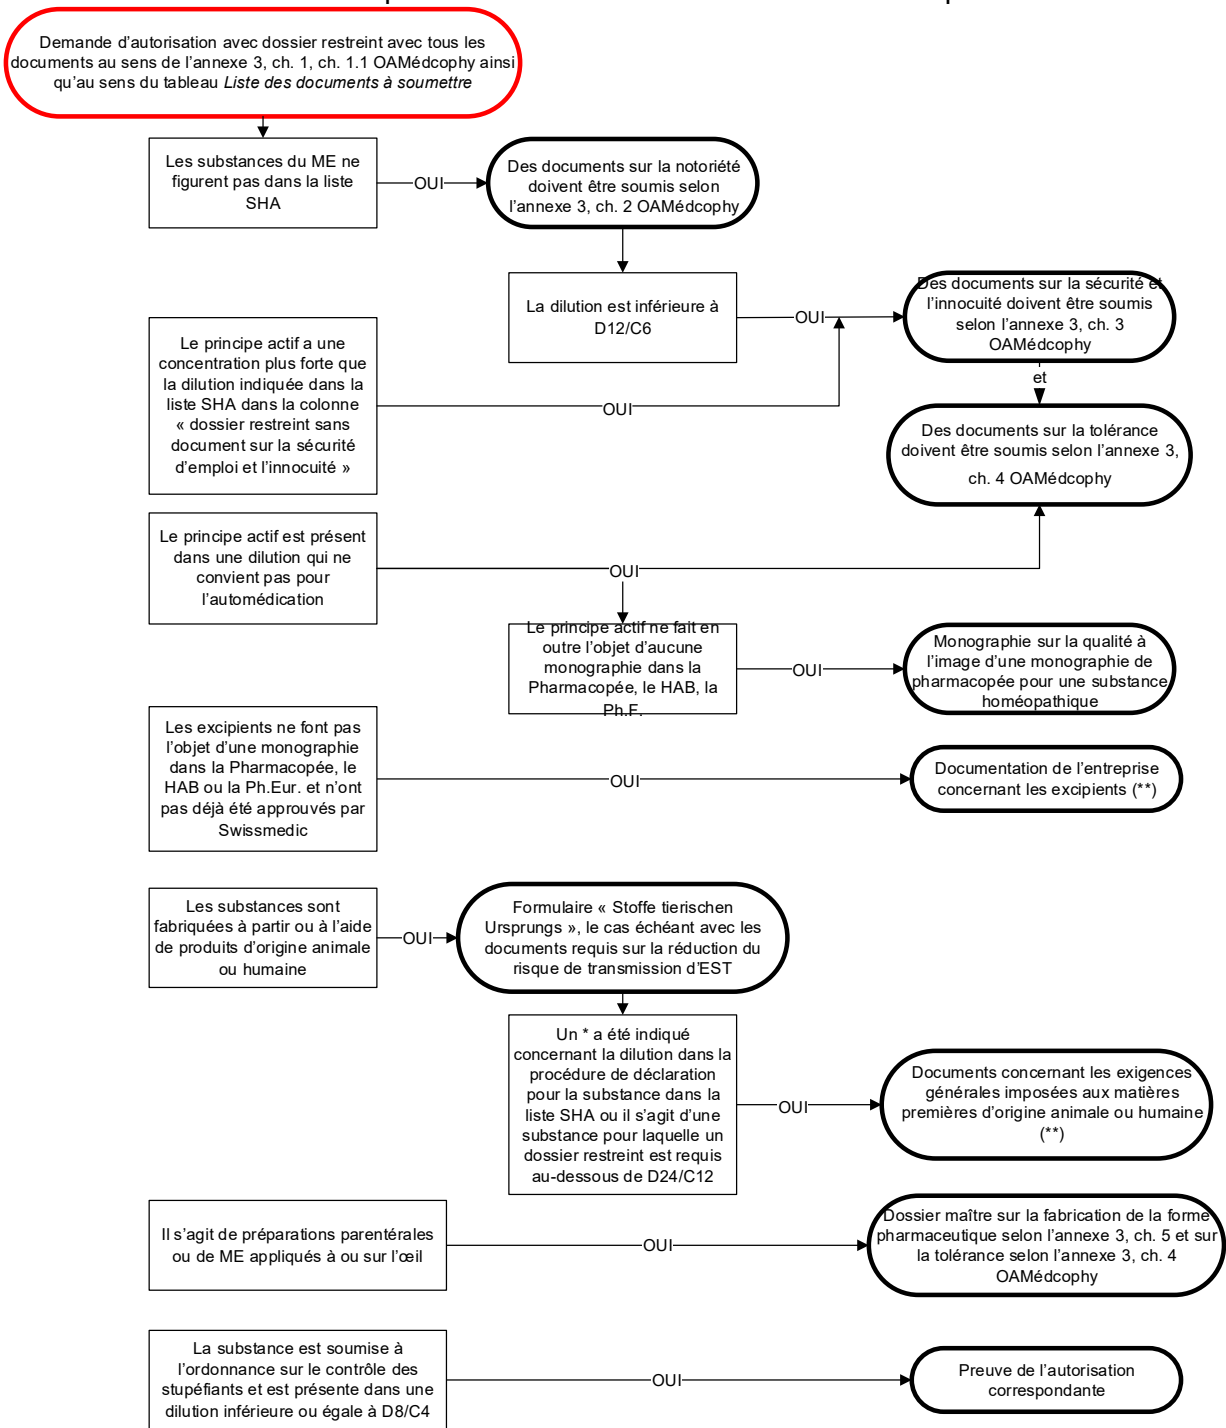 Demande d'autorisation avec dossier restreint avec tous les
documents au sens de l'annexe 3, ch. 1, ch. 1.1 OAMédcophy ainsi
qu'au sens du tableau Liste des documents à soumettre
Les substances du ME ne
figurent pas dans la liste
SHA
OUI
Des documents sur la notoriété
doivent être soumis selon
l'annexe 3, ch. 2 OAMédcophy
La dilution est inférieure à
D12/C6
OUI
Des documents sur la sécurité et
l'innocuité doivent être soumis
selon l'annexe 3, ch. 3
OAMédcophy
Le principe actif a une
concentration plus forte que
la dilution indiquée dans la
liste SHA dans la colonne
« dossier restreint sans
document sur la sécurité
d'emploi et l'innocuité »
OUI
et
Des documents sur la tolérance
doivent être soumis selon l'annexe 3,
ch. 4 OAMédcophy
Le principe actif est présent
dans une dilution qui ne
convient pas pour
l'automédication
OUI
Le principe actif ne fait en
outre l'objet d'aucune
monographie dans la
Pharmacopée, le HAB, la
Ph.F.
OUI
Monographie sur la qualité à
l'image d'une monographie de
pharmacopée pour une substance
homéopathique
Les excipients ne font pas
l'objet d'une monographie
dans la Pharmacopée, le
HAB ou la Ph.Eur. et n'ont
pas déjà été approuvés par
Swissmedic
OUI
Documentation de l'entreprise
concernant les excipients (**)
Les substances sont
fabriquées à partir ou à l'aide
de produits d'origine animale
ou humaine
OUI
Formulaire « Stoffe tierischen
Ursprungs », le cas échéant avec les
documents requis sur la réduction du
risque de transmission d'EST
Un * a été indiqué
concernant la dilution dans la
procédure de déclaration
pour la substance dans la
liste SHA ou il s'agit d'une
substance pour laquelle un
dossier restreint est requis
au-dessous de D24/C12
OUI
Documents concernant les exigences
générales imposées aux matières
premières d'origine animale ou humaine
(**)
Il s'agit de préparations parentérales
ou de ME appliqués à ou sur l'œil
OUI
Dossier maître sur la fabrication de la forme
pharmaceutique selon l'annexe 3, ch. 5 et sur
la tolérance selon l'annexe 3, ch. 4
OAMédcophy
La substance est soumise à
l'ordonnance sur le contrôle des
stupéfiants et est présente dans une
dilution inférieure ou égale à D8/C4
OUI
Preuve de l'autorisation
correspondante